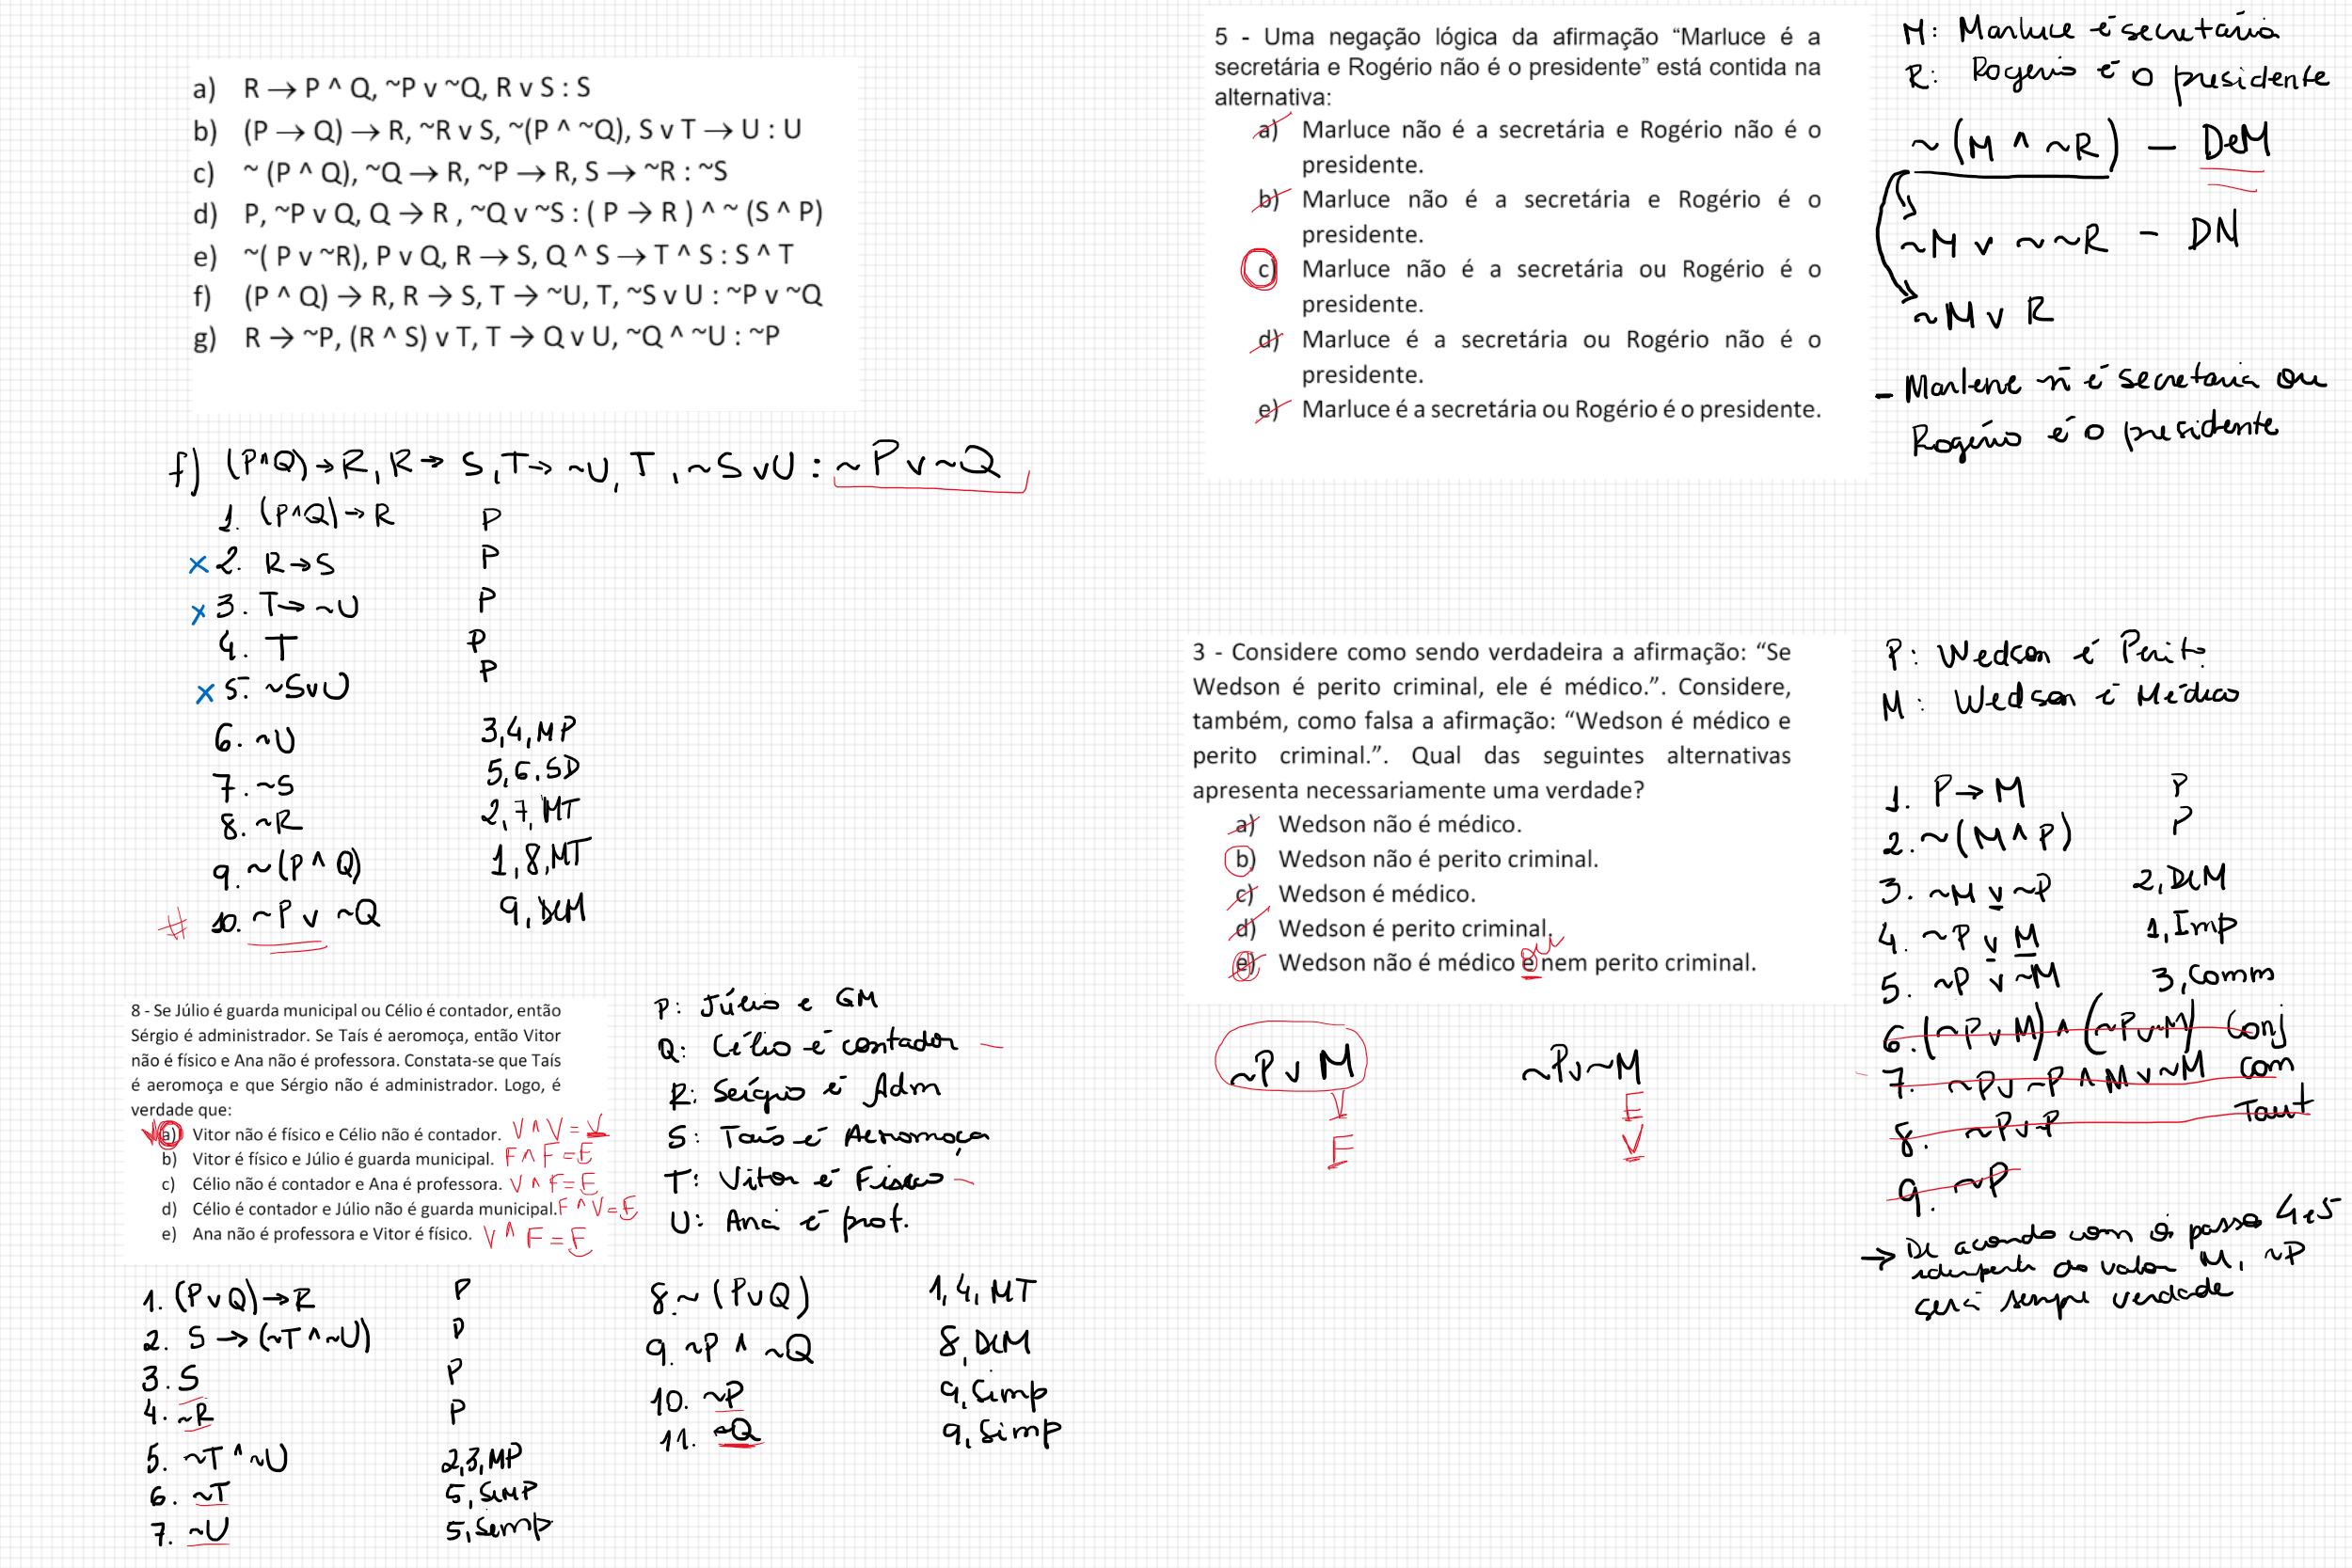 a) R → P ^ Q, ~P v ~Q, R v S : S
b) (P → Q) → R, ~R v S, ~(P ^ ~Q), S v T → U : U
c) ~ (P ^ Q), ~Q → R, ~P → R, S → ~R : ~S
d) P, ~P v Q, Q → R , ~Q v ~S : ( P → R ) ^ ~ (S ^ P)
e) ~( P v ~R), P v Q, R → S, Q ^ S → T ^ S : S ^ T
f) (P ^ Q) → R, R → S, T → ~U, T, ~S v U : ~P v ~Q
g) R → ~P, (R ^ S) v T, T → Q v U, ~Q ^ ~U : ~P
f) (P^Q)→R, R→ S, T→ ~U, T, ~S v U : ~P v ~Q
1. (P^Q)→R P
x 2. R→S P
x 3. T→ ~U P
4. T P
x 5. ~S v U P
6. ~U 3,4, MP
7. ~S 5,6. SD
8. ~R 2,7, MT
9. ~(P ^ Q) 1,8, MT
# 10. ~P v ~Q 9, DeM
8 - Se Júlio é guarda municipal ou Célio é contador, então
Sérgio é administrador. Se Taís é aeromoça, então Vitor
não é físico e Ana não é professora. Constata-se que Taís
é aeromoça e que Sérgio não é administrador. Logo, é
verdade que:
a) Vitor não é físico e Célio não é contador. V ^ V = V
b) Vitor é físico e Júlio é guarda municipal. F ^ F = F
c) Célio não é contador e Ana é professora. V ^ F = F
d) Célio é contador e Júlio não é guarda municipal. F ^ V = F
e) Ana não é professora e Vitor é físico. V ^ F = F
P: Júlio e GM
Q: Célio é contador
R: Seígio é Adm
S: Taís é Aeromoça
T: Vitor é Físico
U: Ana é prof.
1. (P v Q)→R P
2. S → (~T ^ ~U) P
3. S P
4. ~R P
5. ~T ^ ~U 2,3, MP
6. ~T 5, SIMP
7. ~U 5, Simp
8. ~ (P v Q) 1,4, MT
9. ~P ^ ~Q 8, DeM
10. ~P 9, Simp
11. ~Q 9, Simp
5 - Uma negação lógica da afirmação “Marluce é a
secretária e Rogério não é o presidente” está contida na
alternativa:
a) Marluce não é a secretária e Rogério não é o
presidente.
b) Marluce não é a secretária e Rogério é o
presidente.
c) Marluce não é a secretária ou Rogério é o
presidente.
d) Marluce é a secretária ou Rogério não é o
presidente.
e) Marluce é a secretária ou Rogério é o presidente.
M: Marluce é secretária
R: Rogerio é o presidente
~ (M ^ ~R) – DeM
~M v ~~R – DN
~M v R
- Marlene ñ é secretaria ou
Rogério é o presidente
3 - Considere como sendo verdadeira a afirmação: “Se
Wedson é perito criminal, ele é médico.”. Considere,
também, como falsa a afirmação: “Wedson é médico e
perito criminal.”. Qual das seguintes alternativas
apresenta necessariamente uma verdade?
a) Wedson não é médico.
b) Wedson não é perito criminal.
c) Wedson é médico.
d) Wedson é perito criminal.
ou
e) Wedson não é médico e nem perito criminal.
~P v M
V
F
~P v ~M
F
V
P: Wedson é Perito.
M: Wedson é Médico
1. P→M P
2. ~(M ^ P) P
3. ~M v ~P 2, DeM
4. ~P v M 1, Imp
5. ~P v ~M 3, Comm
6. (~P v M) ^ (~P v ~M) Conj
7. ~P v ~P ^ M v ~M com
8. ~P v P Taut
9. ~P
→ De acordo com os passos 4 e 5
do valor M, ~P
será sempre verdade